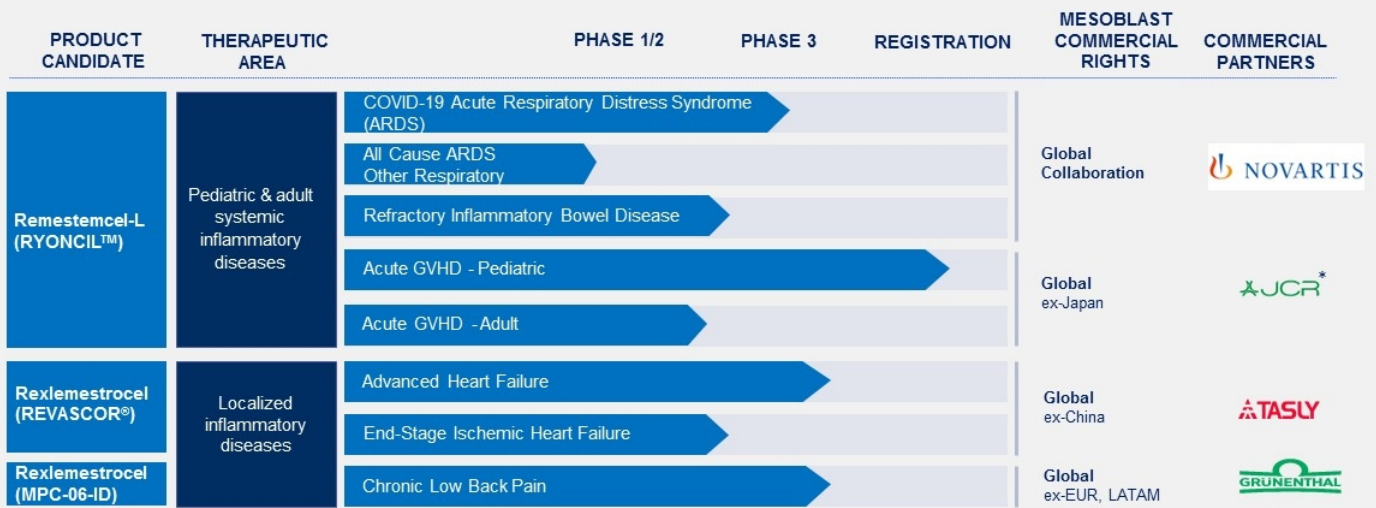 PRODUCT
CANDIDATE
THERAPEUTIC
AREA
PHASE 1/2
PHASE 3
REGISTRATION
MESOBLAST
COMMERCIAL
RIGHTS
COMMERCIAL
PARTNERS
Remestemcel-L
(RYONCIL™)
Pediatric & adult
systemic
inflammatory
diseases
COVID-19 Acute Respiratory Distress Syndrome
(ARDS)
All Cause ARDS
Other Respiratory
Refractory Inflammatory Bowel Disease
Global
Collaboration
NOVARTIS
Acute GVHD - Pediatric
Acute GVHD -Adult
Global
ex-Japan
JCR*
Rexlemestrocel
(REVASCOR®)
Localized
inflammatory
diseases
Advanced Heart Failure
End-Stage Ischemic Heart Failure
Global
ex-China
TASLY
Rexlemestrocel
(MPC-06-ID)
Chronic Low Back Pain
Global
ex-EUR, LATAM
GRÜNENTHAL